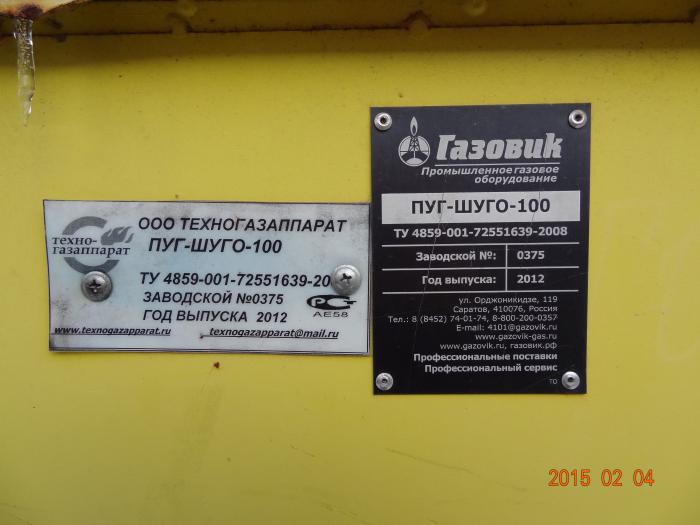 техно-
газаппарат
ООО ТЕХНОГАЗАППАРАТ
ПУГ-ШУГО-100
ТУ 4859-001-72551639-20
ЗАВОДСКОЙ №0375
ГОД ВЫПУСКА 2012
АЕ58
www.texnogazapparat.ru texnogazapparat@mail.ru
Газовик
Промышленное газовое
оборудование
ПУГ-ШУГО-100
ТУ 4859-001-72551639-2008
Заводской №: 0375
Год выпуска: 2012
ул. Орджоникидзе, 119
Саратов, 410076, Россия
Тел.: 8 (8452) 74-01-74, 8-800-200-0357
E-mail: 4101@gazovik.ru
www.gazovik-gas.ru
www.gazovik.ru, газовик.рф
Профессиональные поставки
Профессиональный сервис
ТО
2015 02 04